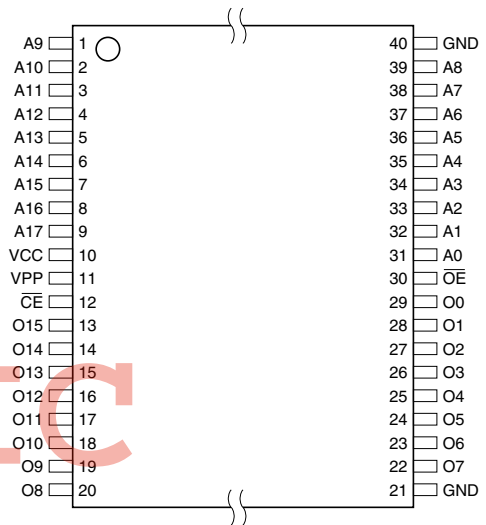 A9 1 40 GND
A10 2 39 A8
A11 3 38 A7
A12 4 37 A6
A13 5 36 A5
A14 6 35 A4
A15 7 34 A3
A16 8 33 A2
A17 9 32 A1
VCC 10 31 A0
VPP 11 30 O̅E̅
C̅E̅ 12 29 O0
O15 13 28 O1
O14 14 27 O2
O13 15 26 O3
O12 16 25 O4
O11 17 24 O5
O10 18 23 O6
O9 19 22 O7
O8 20 21 GND